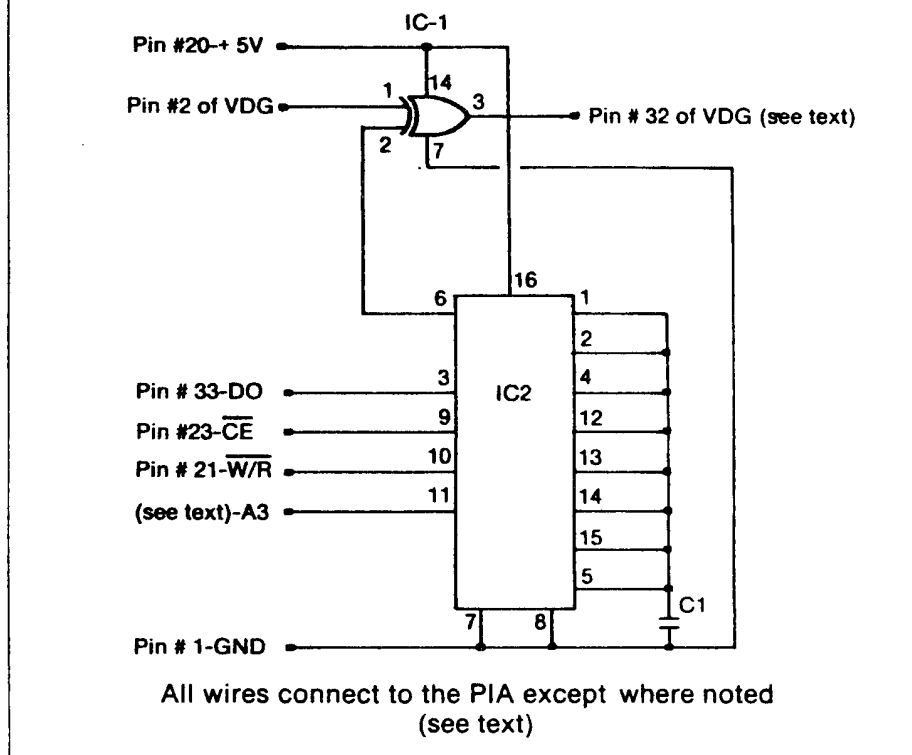 IC-1
Pin #20-+ 5V
14
1
Pin #2 of VDG
3
Pin # 32 of VDG (see text)
2
7
16
6
1
2
3
Pin # 33-DO
4
IC2
9
Pin #23-CE
12
10
Pin # 21-W/R
13
11
(see text)-A3
14
15
5
C1
7
8
Pin # 1-GND
All wires connect to the PIA except where noted
(see text)